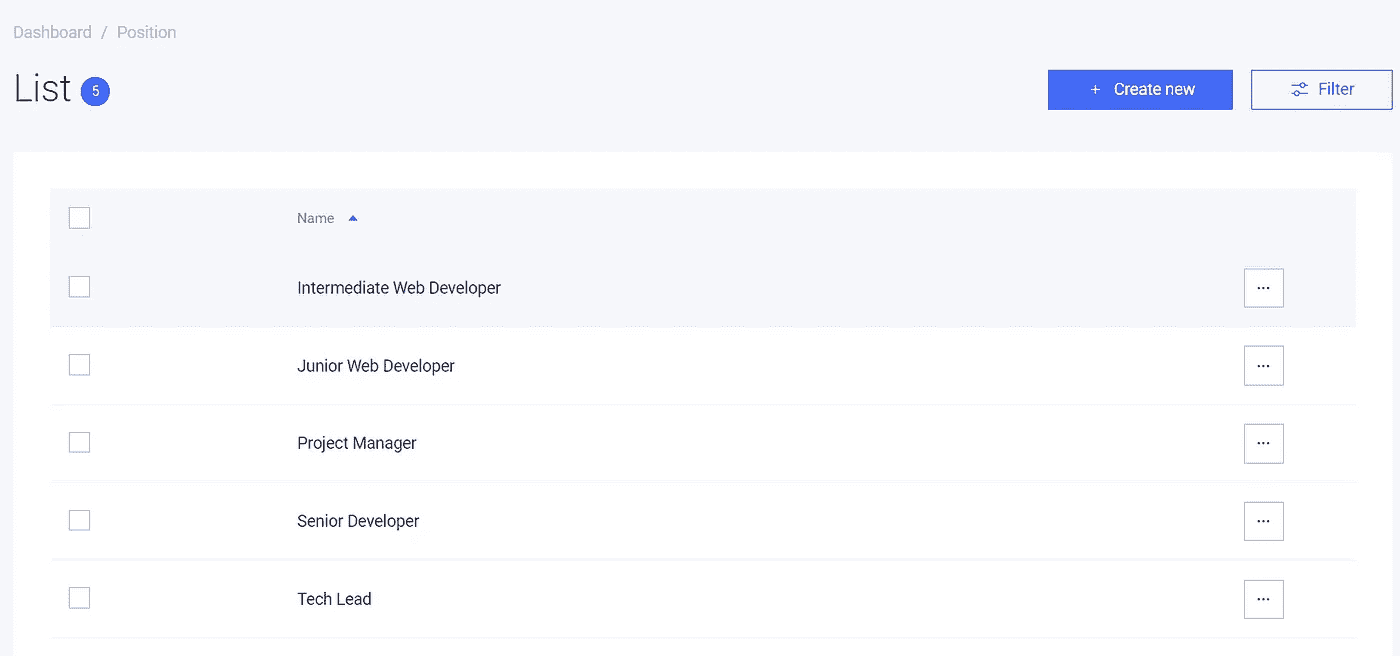 Dashboard / Position
List 5
+ Create new
Filter
Name
Intermediate Web Developer
...
Junior Web Developer
...
Project Manager
...
Senior Developer
...
Tech Lead
...